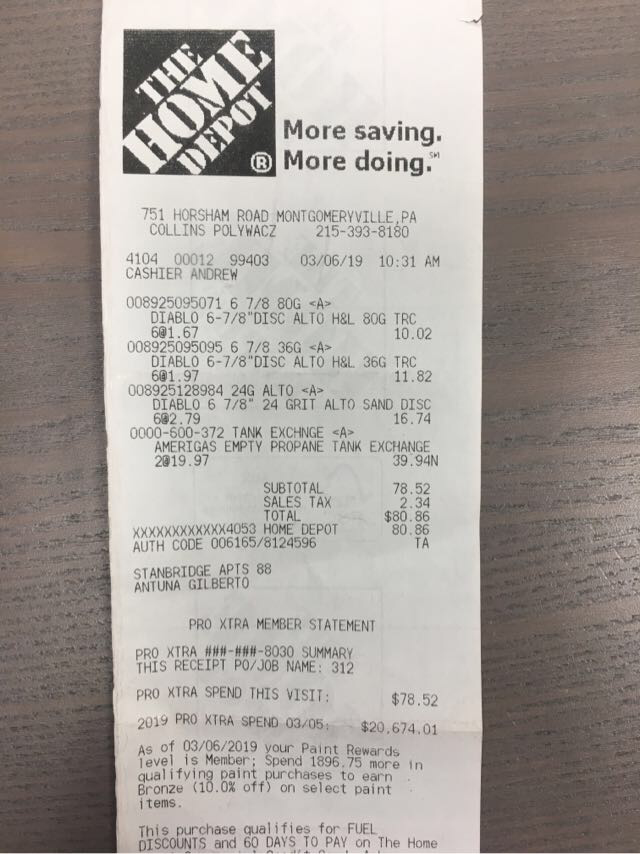 THE
HOME
DEPOT
®
More saving.
More doing.℠
751 HORSHAM ROAD MONTGOMERYVILLE,PA
COLLINS POLYWACZ 215-393-8180
4104 00012 99403 03/06/19 10:31 AM
CASHIER ANDREW
008925095071 6 7/8 80G <A>
DIABLO 6-7/8"DISC ALTO H&L 80G TRC
6@1.67 10.02
008925095095 6 7/8 36G <A>
DIABLO 6-7/8"DISC ALTO H&L 36G TRC
6@1.97 11.82
008925128984 24G ALTO <A>
DIABLO 6 7/8" 24 GRIT ALTO SAND DISC
6@2.79 16.74
0000-600-372 TANK EXCHNGE <A>
AMERIGAS EMPTY PROPANE TANK EXCHANGE
2@19.97 39.94N
SUBTOTAL 78.52
SALES TAX 2.34
TOTAL $80.86
XXXXXXXXXXXX4053 HOME DEPOT 80.86
AUTH CODE 006165/8124596 TA
STANBRIDGE APTS 88
ANTUNA GILBERTO
PRO XTRA MEMBER STATEMENT
PRO XTRA ###-###-8030 SUMMARY
THIS RECEIPT PO/JOB NAME: 312
PRO XTRA SPEND THIS VISIT: $78.52
2019 PRO XTRA SPEND 03/05: $20,674.01
As of 03/06/2019 your Paint Rewards
level is Member; Spend 1896.75 more in
qualifying paint purchases to earn
Bronze (10.0% off) on select paint
items.
This purchase qualifies for FUEL
DISCOUNTS and 60 DAYS TO PAY on The Home